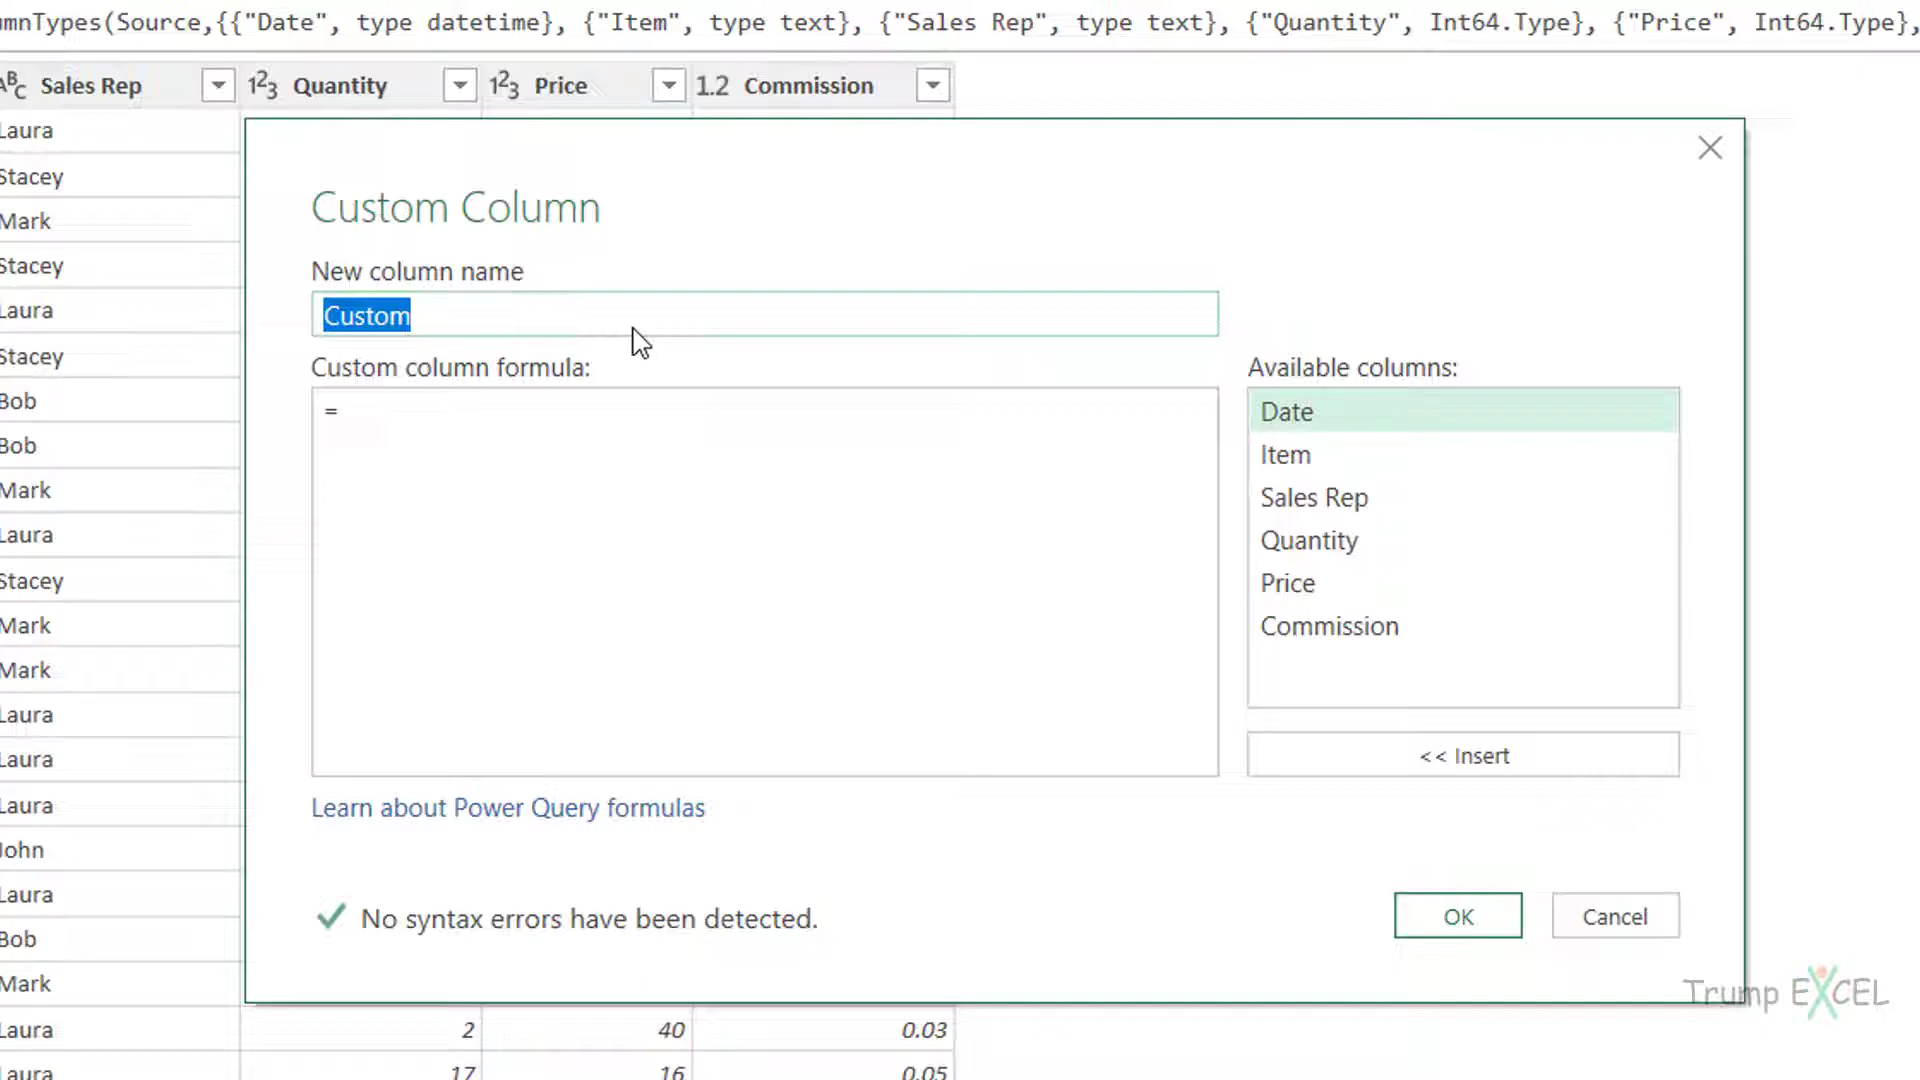 mnTypes(Source,{{"Date", type datetime}, {"Item", type text}, {"Sales Rep", type text}, {"Quantity", Int64.Type}, {"Price", Int64.Type},
ABC Sales Rep 123 Quantity 123 Price 1.2 Commission
Laura
Stacey
Mark
Stacey
Laura
Stacey
Bob
Bob
Mark
Laura
Stacey
Mark
Mark
Laura
Laura
Laura
John
Laura
Bob
Mark
Laura 2 40 0.03
Laura 17 16 0.05
Custom Column
New column name
Custom
Custom column formula:
=
Available columns:
Date
Item
Sales Rep
Quantity
Price
Commission
<< Insert
Learn about Power Query formulas
No syntax errors have been detected.
OK Cancel
Trump EXCEL